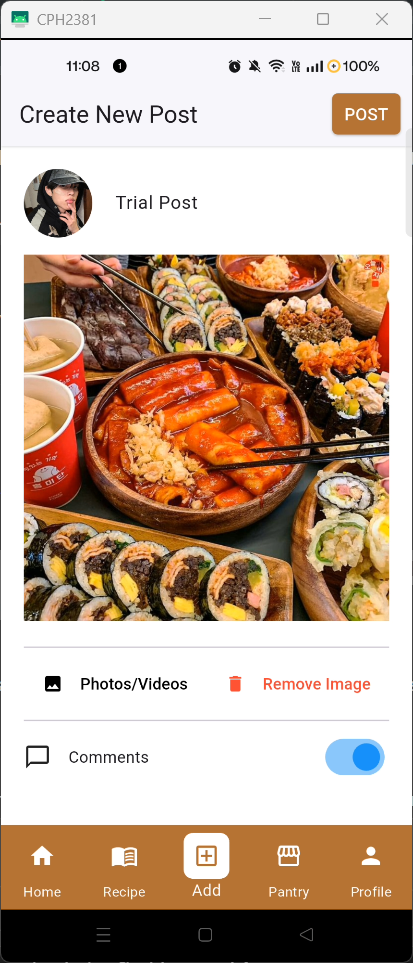 CPH2381
11:08
1
100%
Create New Post
POST
Trial Post
Photos/Videos
Remove Image
Comments
Home
Recipe
Add
Pantry
Profile